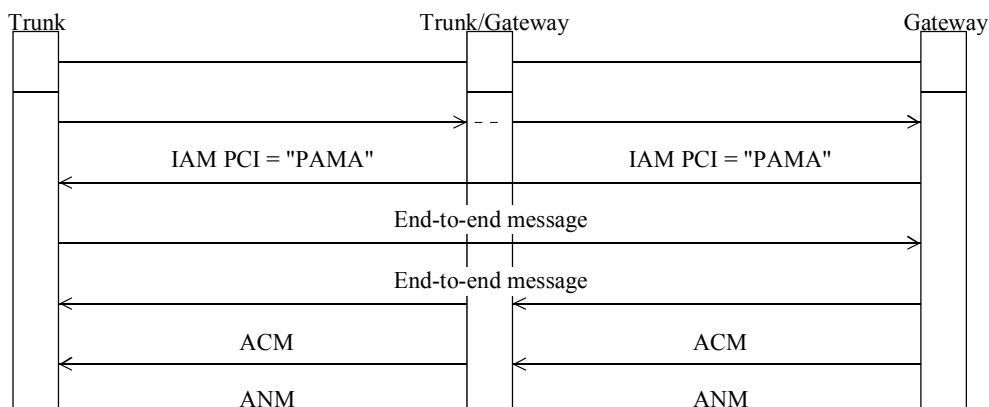 Trunk Trunk/Gateway Gateway
IAM PCI = "PAMA" IAM PCI = "PAMA"
End-to-end message
End-to-end message
ACM ACM
ANM ANM